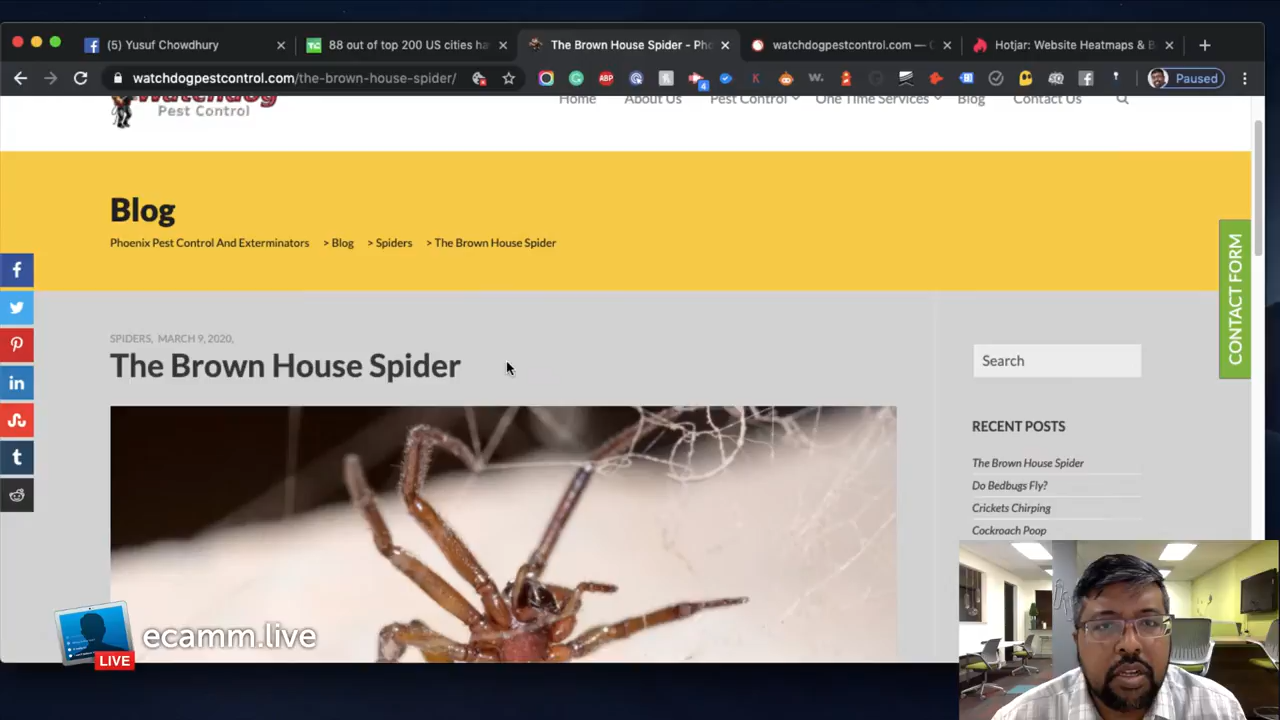 (5) Yusuf Chowdhury
88 out of top 200 US cities ha
The Brown House Spider - Pho
watchdogpestcontrol.com —
Hotjar: Website Heatmaps & B
watchdogpestcontrol.com/the-brown-house-spider/
ABP
4
K
W.
Paused
Watchdog
Pest Control
Home
About Us
Pest Control
One Time Services
Blog
Contact Us
Blog
Phoenix Pest Control And Exterminators > Blog > Spiders > The Brown House Spider
CONTACT FORM
SPIDERS, MARCH 9, 2020,
The Brown House Spider
Search
RECENT POSTS
The Brown House Spider
Do Bedbugs Fly?
Crickets Chirping
Cockroach Poop
ecamm.live
LIVE